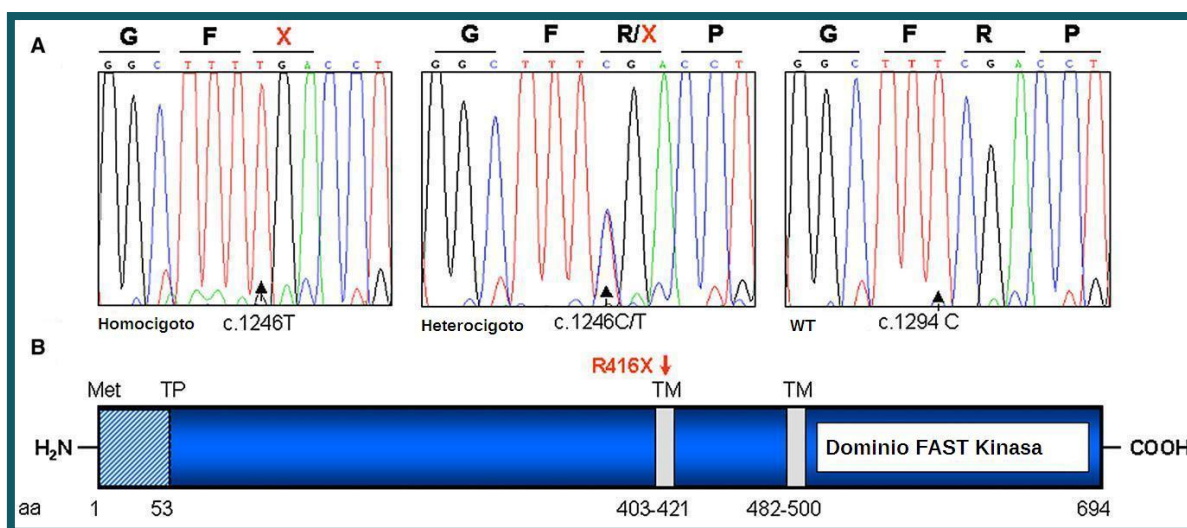 A
G F X
G F R/X P
G F R P
G G C T T T T G A C C T
G G C T T T C G A C C T
G G C T T T C G A C C T
Homocigoto c.1246T
Heterocigoto c.1246C/T
WT c.1294 C
B
R416X
Met TP TM TM
H₂N Dominio FAST Kinasa COOH
aa 1 53 403-421 482-500 694